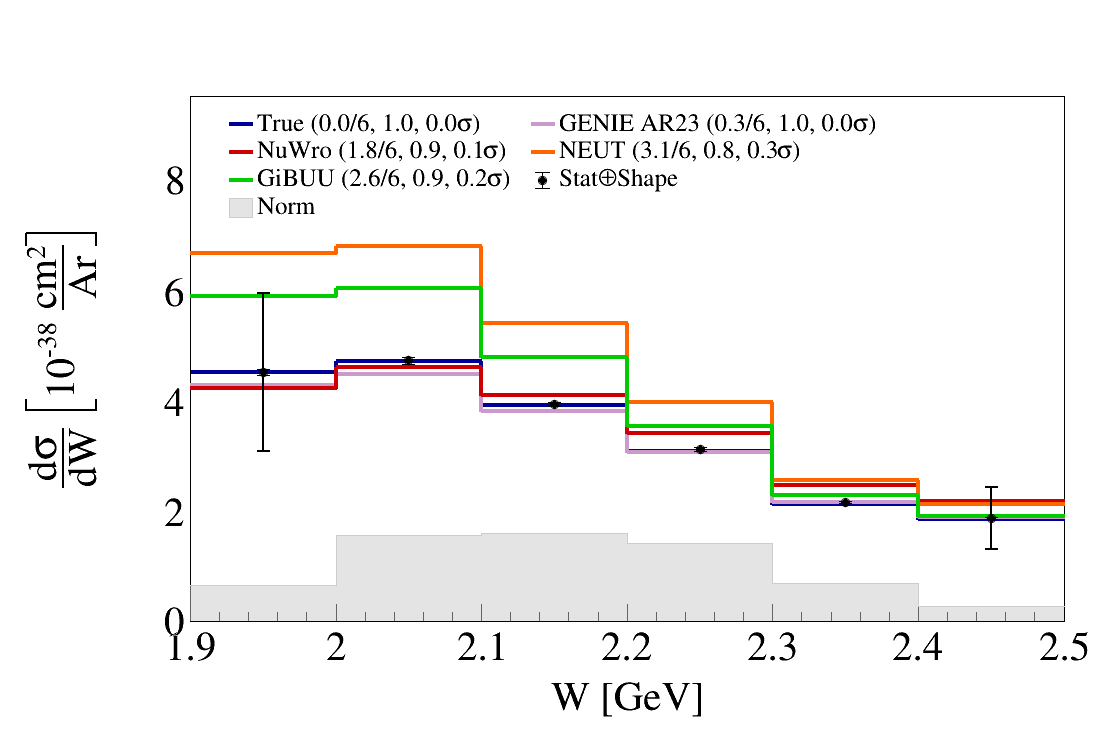 True (0.0/6, 1.0, 0.0σ)
GENIE AR23 (0.3/6, 1.0, 0.0σ)
NuWro (1.8/6, 0.9, 0.1σ)
NEUT (3.1/6, 0.8, 0.3σ)
GiBUU (2.6/6, 0.9, 0.2σ)
Stat⊕Shape
Norm
8
6
4
2
0
dσ/dW [10^-38 cm^2/Ar]
1.9 2 2.1 2.2 2.3 2.4 2.5
W [GeV]